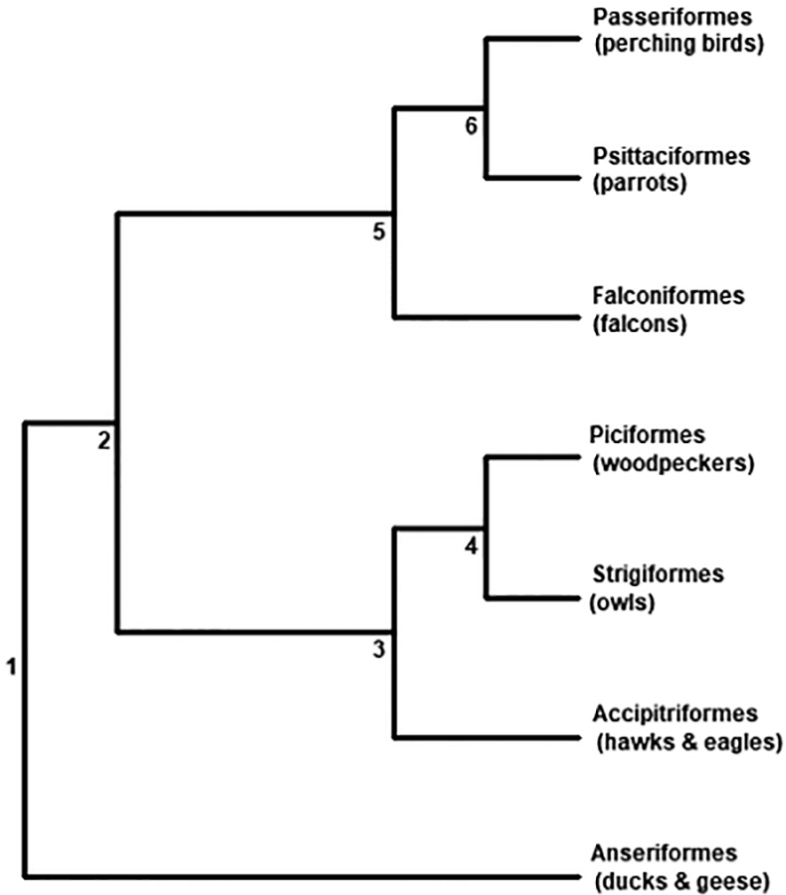 Passeriformes
(perching birds)
6
Psittaciformes
(parrots)
5
Falconiformes
(falcons)
2
Piciformes
(woodpeckers)
4
Strigiformes
(owls)
3
1
Accipitriformes
(hawks & eagles)
Anseriformes
(ducks & geese)